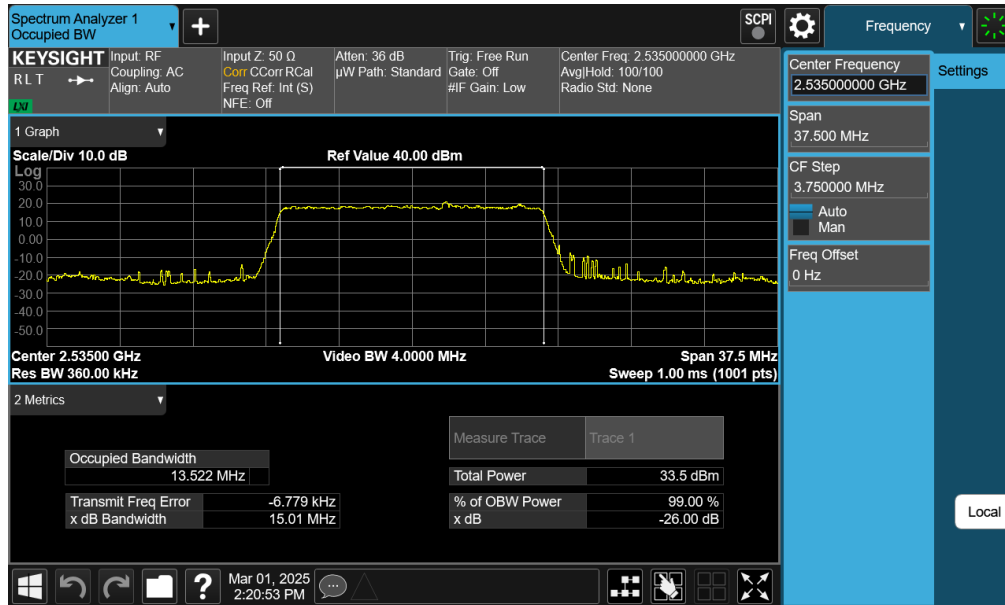 Spectrum Analyzer 1
Occupied BW
+
SCPI
Frequency
KEYSIGHT
R L T
LXI
Input: RF
Coupling: AC
Align: Auto
Input Z: 50 Ω
Corr CCorr RCal
Freq Ref: Int (S)
NFE: Off
Atten: 36 dB
µW Path: Standard
Trig: Free Run
Gate: Off
#IF Gain: Low
Center Freq: 2.535000000 GHz
Avg|Hold: 100/100
Radio Std: None
Center Frequency
2.535000000 GHz
Settings
Span
37.500 MHz
CF Step
3.750000 MHz
Auto
Man
Freq Offset
0 Hz
Local
1 Graph
Scale/Div 10.0 dB
Ref Value 40.00 dBm
Log
30.0
20.0
10.0
0.00
-10.0
-20.0
-30.0
-40.0
-50.0
Center 2.53500 GHz
Video BW 4.0000 MHz
Span 37.5 MHz
Res BW 360.00 kHz
Sweep 1.00 ms (1001 pts)
2 Metrics
Measure Trace
Trace 1
Occupied Bandwidth
13.522 MHz
Total Power
33.5 dBm
Transmit Freq Error
-6.779 kHz
% of OBW Power
99.00 %
x dB Bandwidth
15.01 MHz
x dB
-26.00 dB
?
Mar 01, 2025
2:20:53 PM